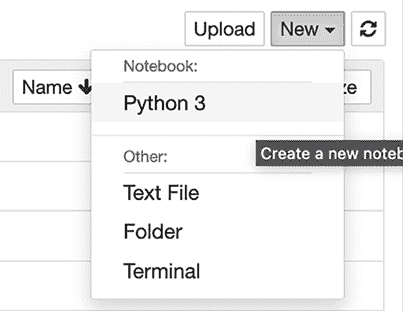 Upload New
Notebook:
Name ze
Python 3
Other:
Create a new noteb
Text File
Folder
Terminal